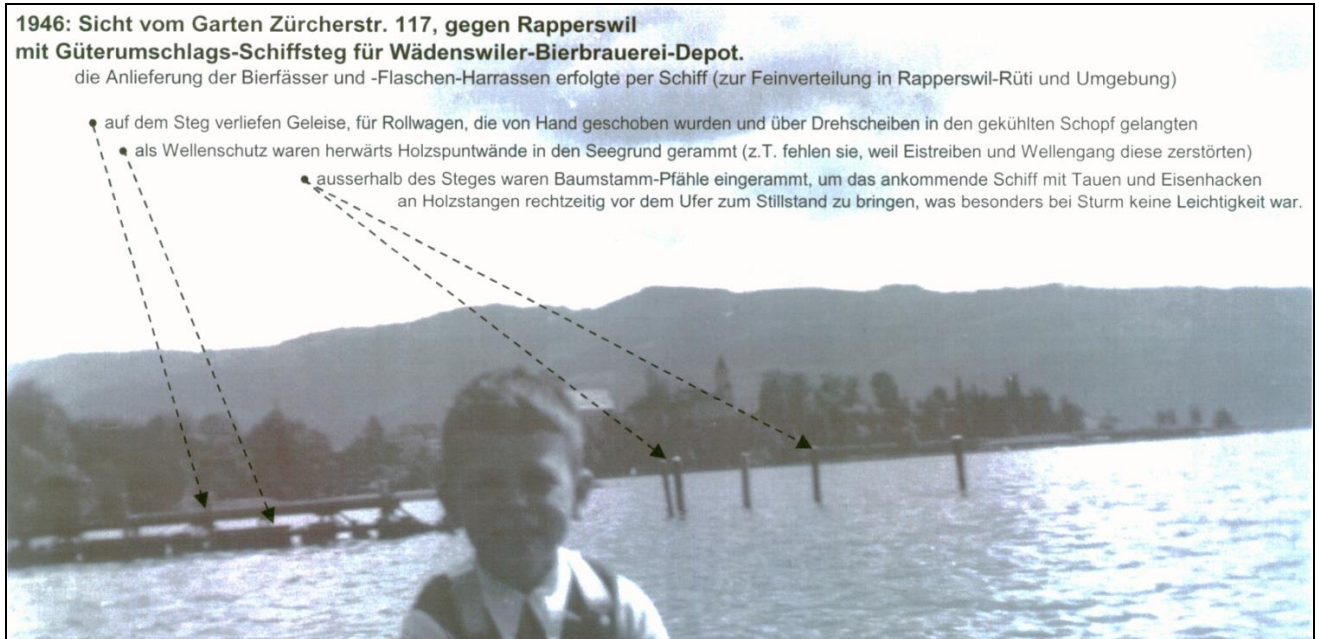 1946: Sicht vom Garten Zürcherstr. 117, gegen Rapperswil
mit Güterumschlags-Schiffsteg für Wädenswiler-Bierbrauerei-Depot.
die Anlieferung der Bierfässer und -Flaschen-Harrassen erfolgte per Schiff (zur Feinverteilung in Rapperswil-Rüti und Umgebung)
auf dem Steg verliefen Geleise, für Rollwagen, die von Hand geschoben wurden und über Drehscheiben in den gekühlten Schopf gelangten
als Wellenschutz waren herwärts Holzspuntwände in den Seegrund gerammt (z.T. fehlen sie, weil Eistreiben und Wellengang diese zerstörten)
ausserhalb des Steges waren Baumstamm-Pfähle eingerammt, um das ankommende Schiff mit Tauen und Eisenhacken
an Holzstangen rechtzeitig vor dem Ufer zum Stillstand zu bringen, was besonders bei Sturm keine Leichtigkeit war.